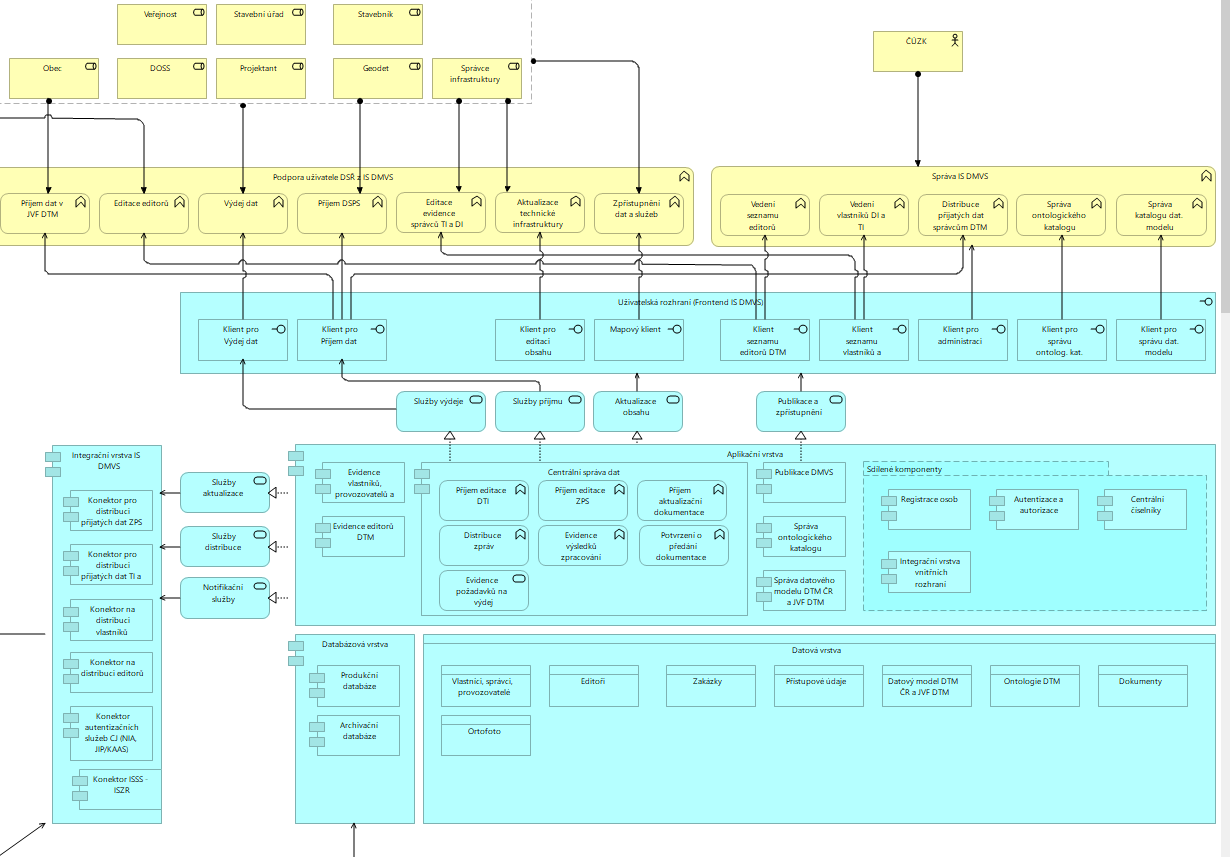 Veřejnost
Stavební úřad
Stavebník
ČÚZK
Obec
DOSS
Projektant
Geodet
Správce
infrastruktury
Podpora uživatele DSŘ z IS DMVS
Příjem dat v
JVF DTM
Editace editorů
Výdej dat
Příjem DSPS
Editace
evidence
správců TI a DI
Aktualizace
technické
infrastruktury
Zpřístupnění
dat a služeb
Správa IS DMVS
Vedení
seznamu
editorů
Vedení
vlastníků DI a
TI
Distribuce
přijatých dat
správcům DTM
Správa
ontologického
katalogu
Správa
katalogu dat.
modelu
Uživatelská rozhraní (Frontend IS DMVS)
Klient pro
Výdej dat
Klient pro
Příjem dat
Klient pro
editaci
obsahu
Mapový klient
Klient
seznamu
editorů DTM
Klient
seznamu
vlastníků a
Klient pro
administraci
Klient pro
správu
ontolog. kat.
Klient pro
správu dat.
modelu
Služby výdeje
Služby příjmu
Aktualizace
obsahu
Publikace a
zpřístupnění
Integrační vrstva IS
DMVS
Konektor pro
distribuci
přijatých dat ZPS
Konektor pro
distribuci
přijatých dat TI a
Konektor na
distribuci
vlastníků
Konektor na
distribuci editorů
Konektor
autentizačních
služeb CJ (NIA,
JIP/KAAS)
Konektor ISSS -
ISZR
Služby
aktualizace
Služby
distribuce
Notifikační
služby
Aplikační vrstva
Evidence
vlastníků,
provozovatelů a
Evidence editorů
DTM
Centrální správa dat
Příjem editace
DTI
Příjem editace
ZPS
Příjem
aktualizační
dokumentace
Distribuce
zpráv
Evidence
výsledků
zpracování
Potvrzení o
předání
dokumentace
Evidence
požadavků na
výdej
Publikace DMVS
Správa
ontologického
katalogu
Správa datového
modelu DTM ČR
a JVF DTM
Sdílené komponenty
Registrace osob
Autentizace a
autorizace
Centrální
číselníky
Integrační vrstva
vnitřních
rozhraní
Databázová vrstva
Produkční
databáze
Archivační
databáze
Datová vrstva
Vlastníci, správci,
provozovatelé
Editoři
Zakázky
Přístupové údaje
Datový model DTM
ČR a JVF DTM
Ontologie DTM
Dokumenty
Ortofoto